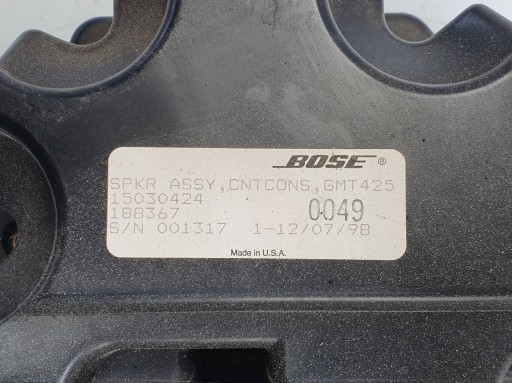 BOSE®
SPKR ASSY,CNTCONS,GMT425
15030424
188367 0049
S/N 001317 1-12/07/98
Made in U.S.A.